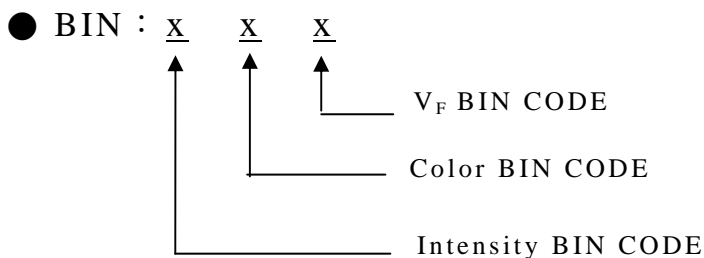 ● BIN：x x x
V_F BIN CODE
Color BIN CODE
Intensity BIN CODE